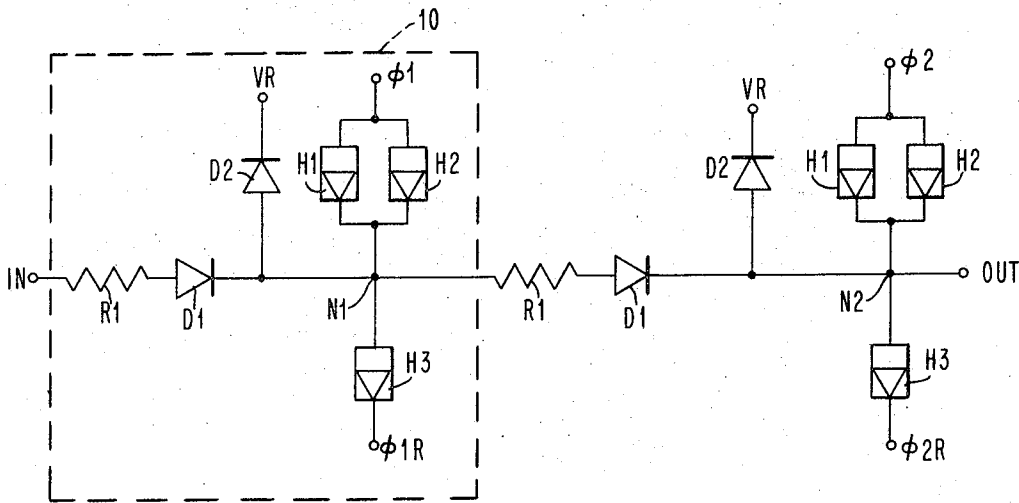 10
VR
ϕ1
D2
H1
H2
IN
R1
D1
N1
H3
ϕ1R
VR
ϕ2
D2
H1
H2
R1
D1
N2
OUT
H3
ϕ2R